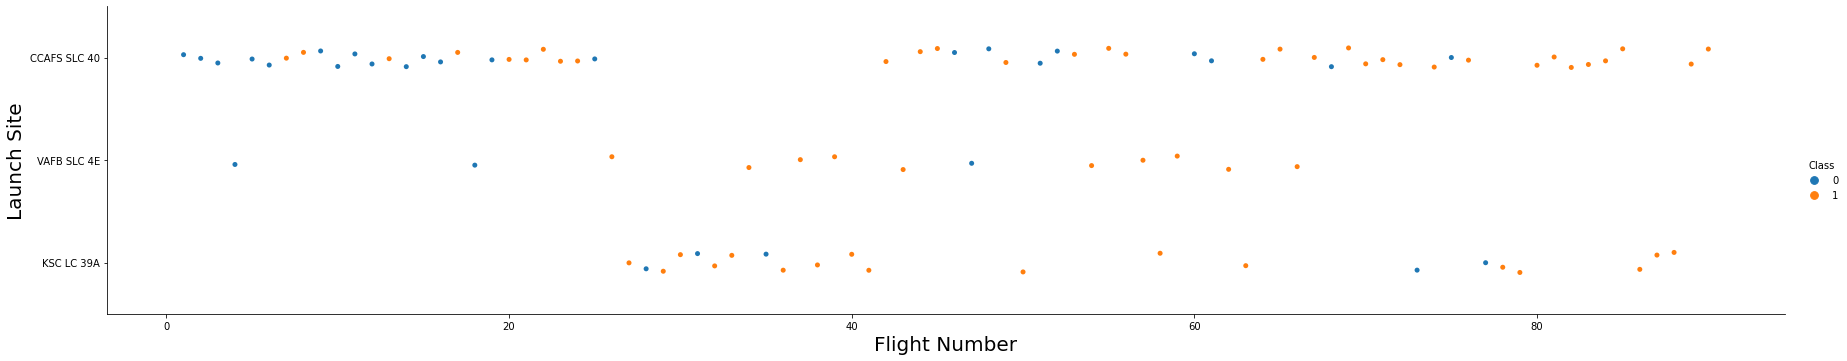 Launch Site
CCAFS SLC 40
VAFB SLC 4E
KSC LC 39A
0
20
40
60
80
Flight Number
Class
0
1